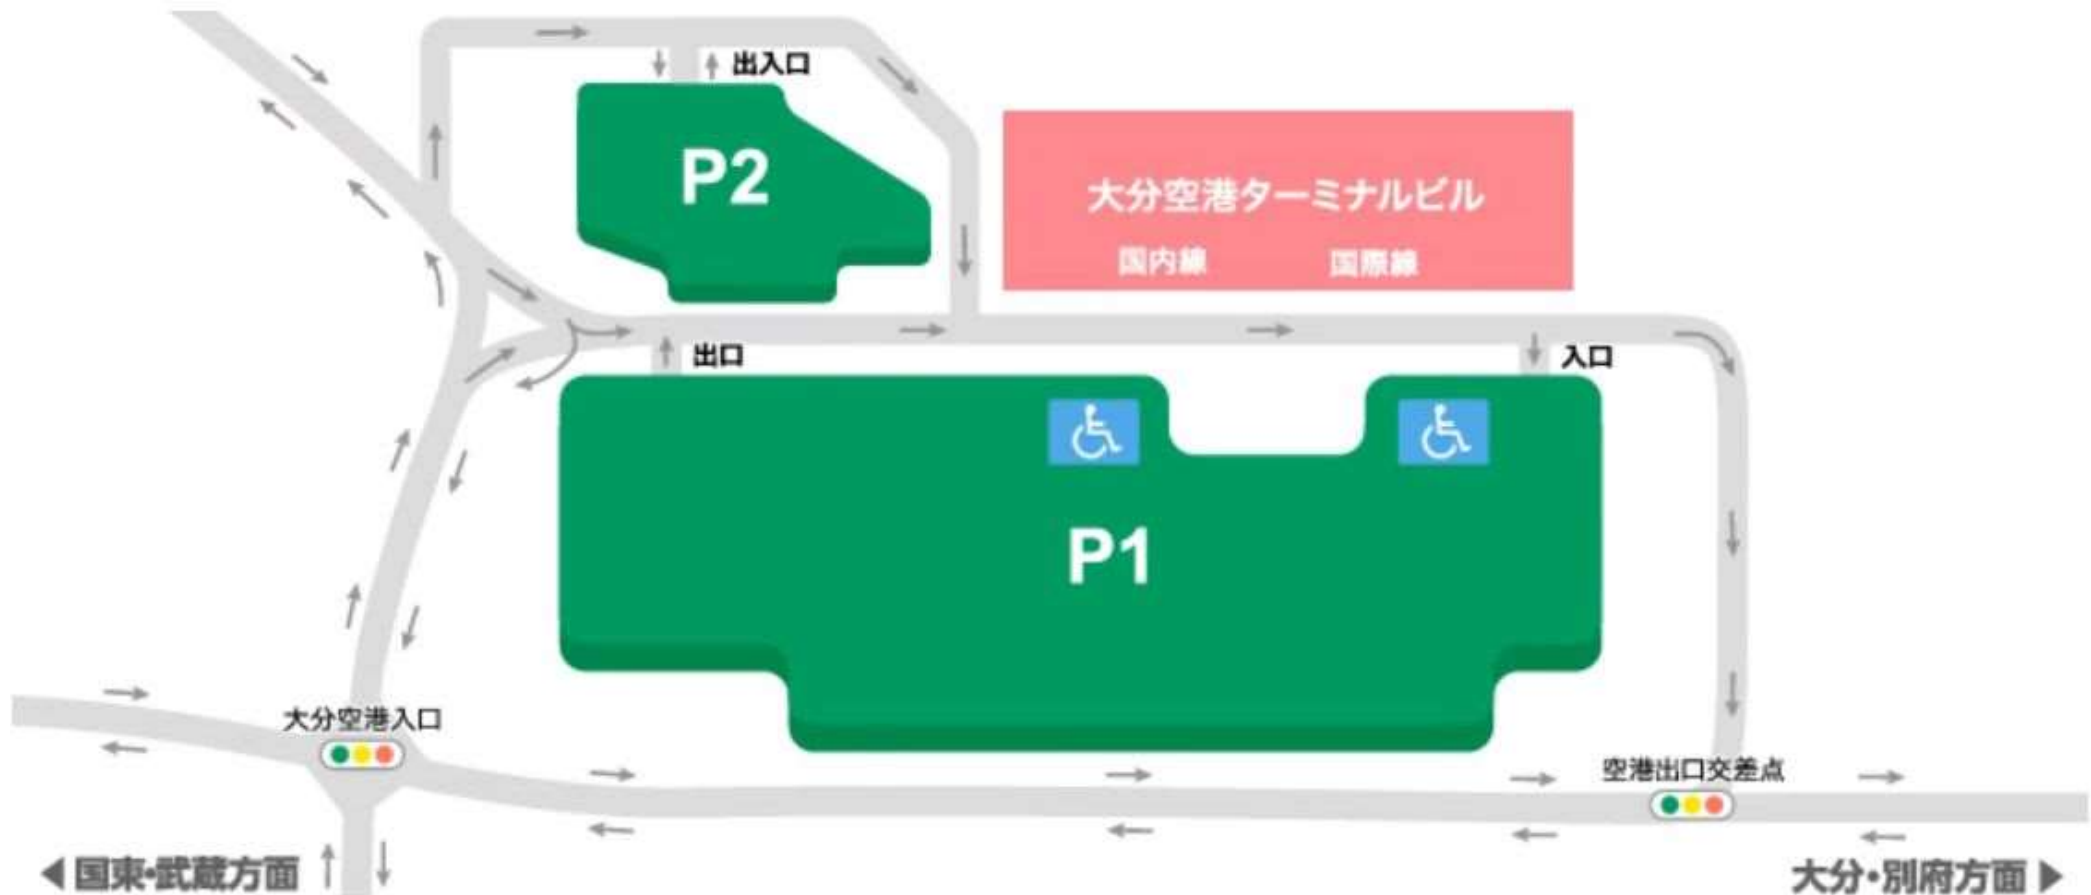 出入口
P2
大分空港ターミナルビル
国内線 国際線
出口
入口
P1
大分空港入口
空港出口交差点
◀国東・武蔵方面
大分・別府方面▶